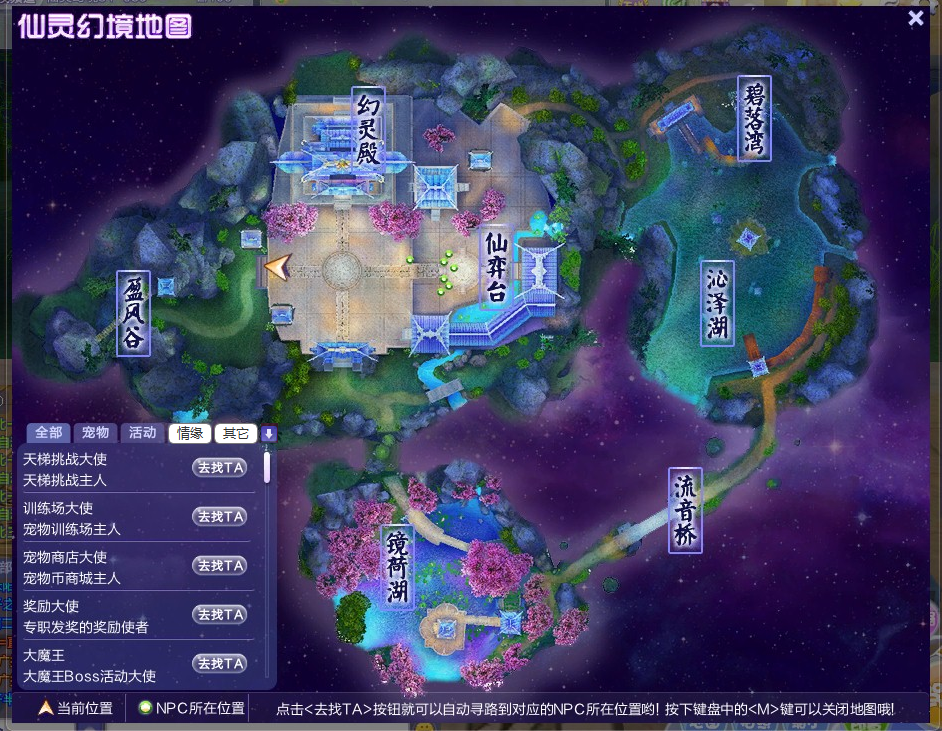 仙灵幻境地图
幻灵殿
碧落湾
仙弈台
盈风谷
沁泽湖
流音桥
镜荷湖
全部 宠物 活动 情缘 其它
天梯挑战大使
天梯挑战主人
去找TA
训练场大使
宠物训练场主人
去找TA
宠物商店大使
宠物币商城主人
去找TA
奖励大使
专职发奖的奖励使者
去找TA
大魔王
大魔王Boss活动大使
去找TA
当前位置 NPC所在位置 点击<去找TA>按钮就可以自动寻路到对应的NPC所在位置哟! 按下键盘中的<M>键可以关闭地图哦!